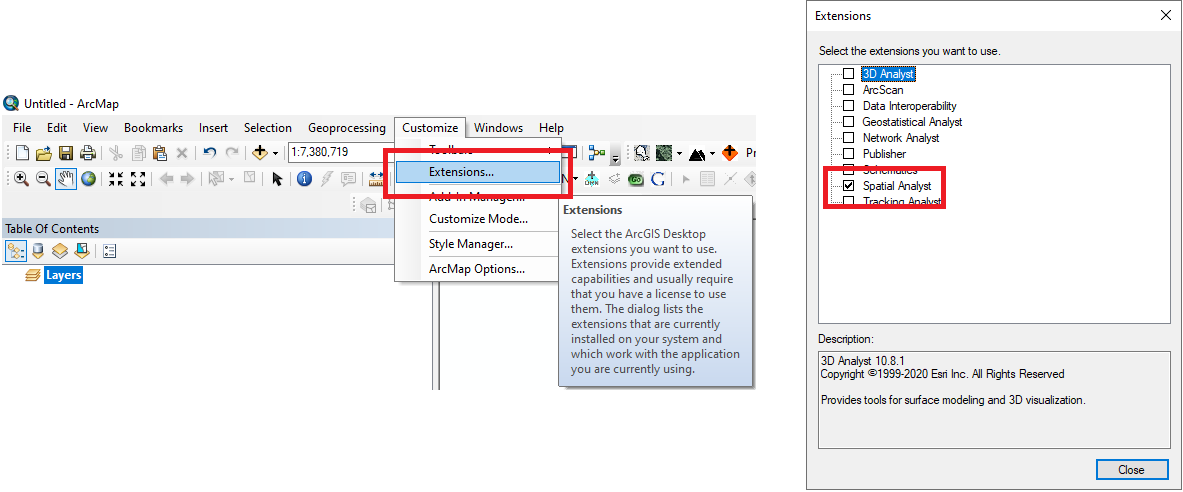 Untitled - ArcMap
File Edit View Bookmarks Insert Selection Geoprocessing Customize Windows Help
1:7,380,719
Toolbars
Extensions...
Add-In Manager...
Customize Mode...
Style Manager...
ArcMap Options...
Table Of Contents
Layers
Extensions
Select the ArcGIS Desktop
extensions you want to use.
Extensions provide extended
capabilities and usually require
that you have a license to use
them. The dialog lists the
extensions that are currently
installed on your system and
which work with the application
you are currently using.
Extensions
Select the extensions you want to use.
3D Analyst
ArcScan
Data Interoperability
Geostatistical Analyst
Network Analyst
Publisher
Schematics
Spatial Analyst
Tracking Analyst
Description:
3D Analyst 10.8.1
Copyright ©1999-2020 Esri Inc. All Rights Reserved
Provides tools for surface modeling and 3D visualization.
Close